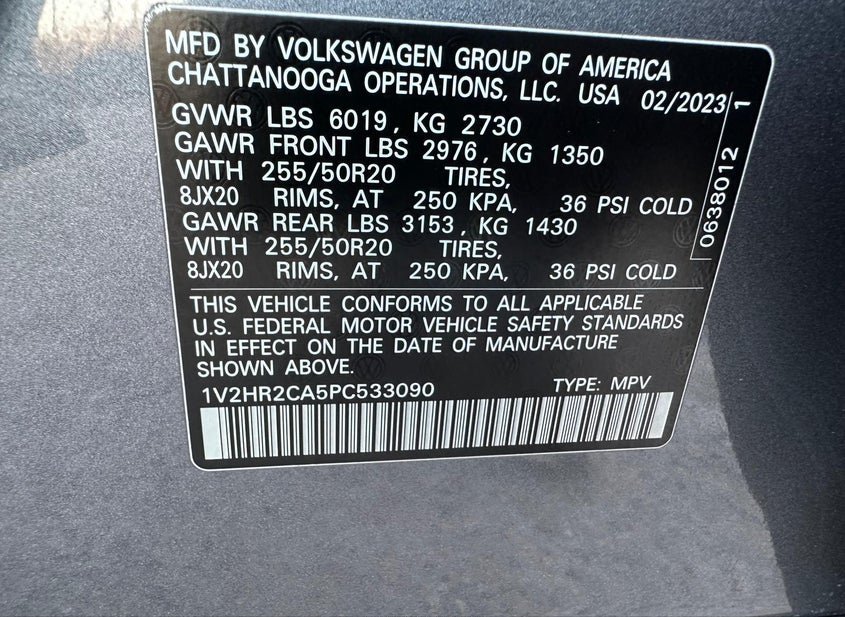 MFD BY VOLKSWAGEN GROUP OF AMERICA
CHATTANOOGA OPERATIONS, LLC. USA 02/2023
GVWR LBS 6019, KG 2730
GAWR FRONT LBS 2976, KG 1350
WITH 255/50R20 TIRES,
8JX20 RIMS, AT 250 KPA, 36 PSI COLD
GAWR REAR LBS 3153, KG 1430
WITH 255/50R20 TIRES,
8JX20 RIMS, AT 250 KPA, 36 PSI COLD
0638012 1
THIS VEHICLE CONFORMS TO ALL APPLICABLE
U.S. FEDERAL MOTOR VEHICLE SAFETY STANDARDS
IN EFFECT ON THE DATE OF MANUFACTURE
SHOWN ABOVE.
1V2HR2CA5PC533090 TYPE: MPV